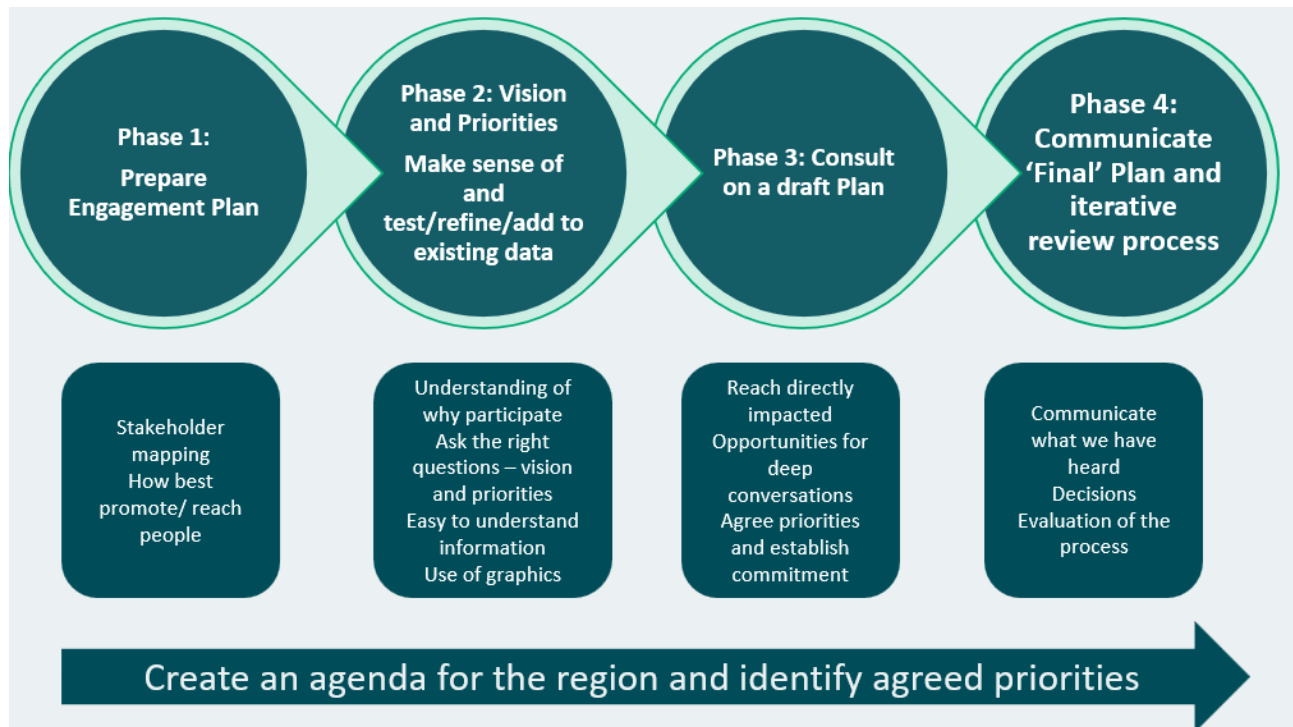 Phase 1:
Prepare
Engagement Plan
Phase 2: Vision
and Priorities
Make sense of
and
test/refine/add to
existing data
Phase 3: Consult
on a draft Plan
Phase 4:
Communicate
‘Final’ Plan and
iterative
review process
Stakeholder
mapping
How best
promote/ reach
people
Understanding of
why participate
Ask the right
questions – vision
and priorities
Easy to understand
information
Use of graphics
Reach directly
impacted
Opportunities for
deep
conversations
Agree priorities
and establish
commitment
Communicate
what we have
heard
Decisions
Evaluation of the
process
Create an agenda for the region and identify agreed priorities